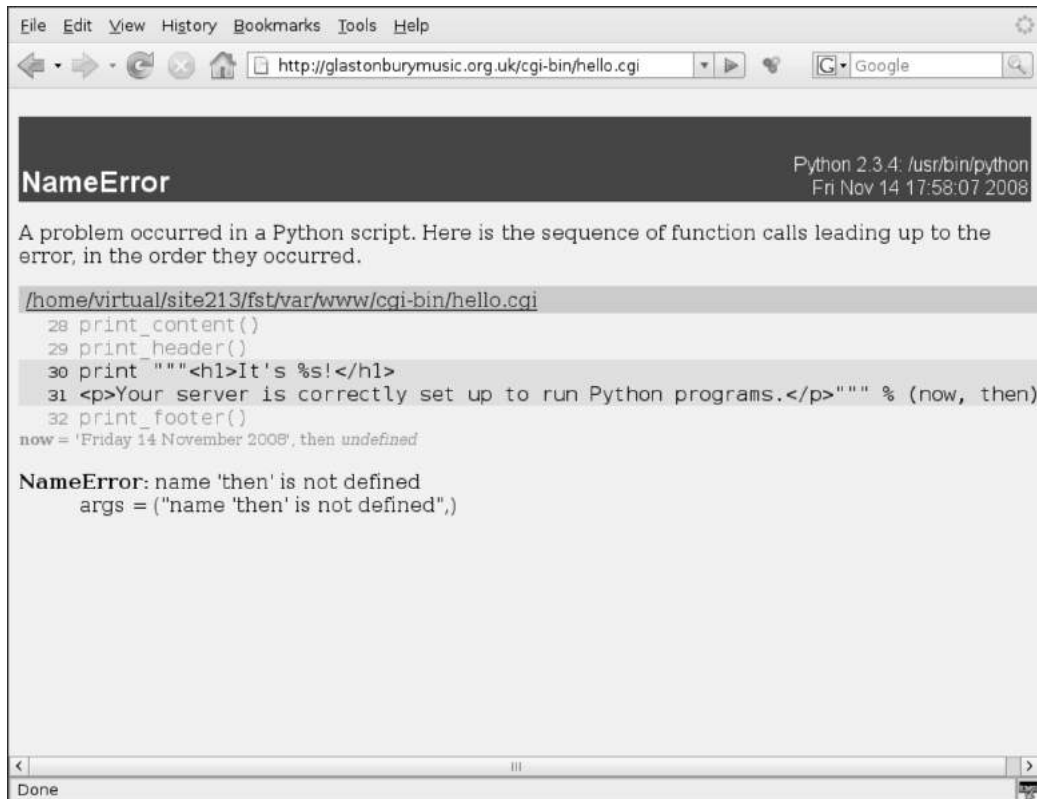 File Edit View History Bookmarks Tools Help
http://glastonburymusic.org.uk/cgi-bin/hello.cgi G Google
NameError
Python 2.3.4: /usr/bin/python
Fri Nov 14 17:58:07 2008
A problem occurred in a Python script. Here is the sequence of function calls leading up to the
error, in the order they occurred.
/home/virtual/site213/fst/var/www/cgi-bin/hello.cgi
28 print_content()
29 print_header()
30 print """<h1>It's %s!</h1>
31 <p>Your server is correctly set up to run Python programs.</p>""" % (now, then)
32 print_footer()
now = 'Friday 14 November 2008', then undefined
NameError: name 'then' is not defined
args = ("name 'then' is not defined",)
Done